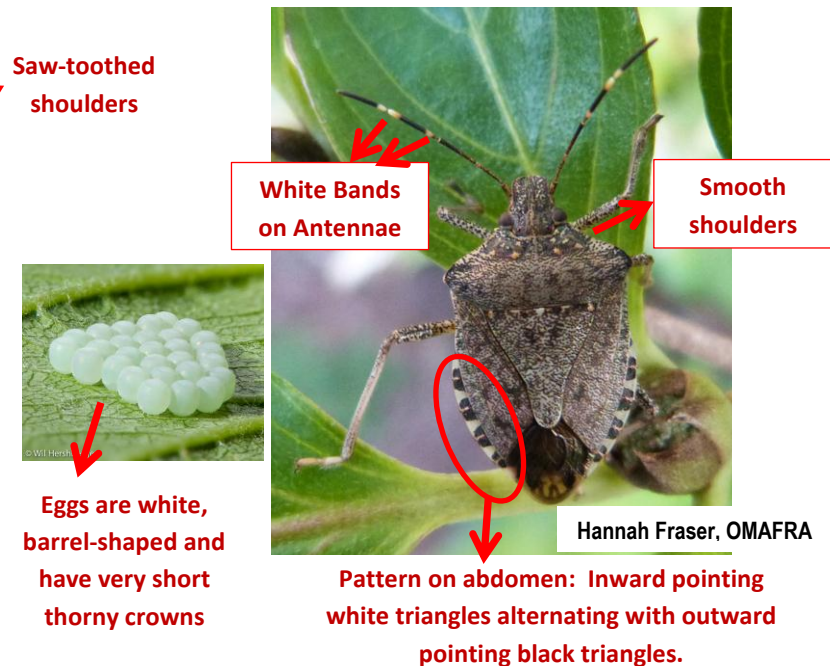 Saw-toothed
shoulders
White Bands
on Antennae
Smooth
shoulders
© Wil
Eggs are white,
barrel-shaped and
have very short
thorny crowns
Hannah Fraser, OMAFRA
Pattern on abdomen: Inward pointing
white triangles alternating with outward
pointing black triangles.